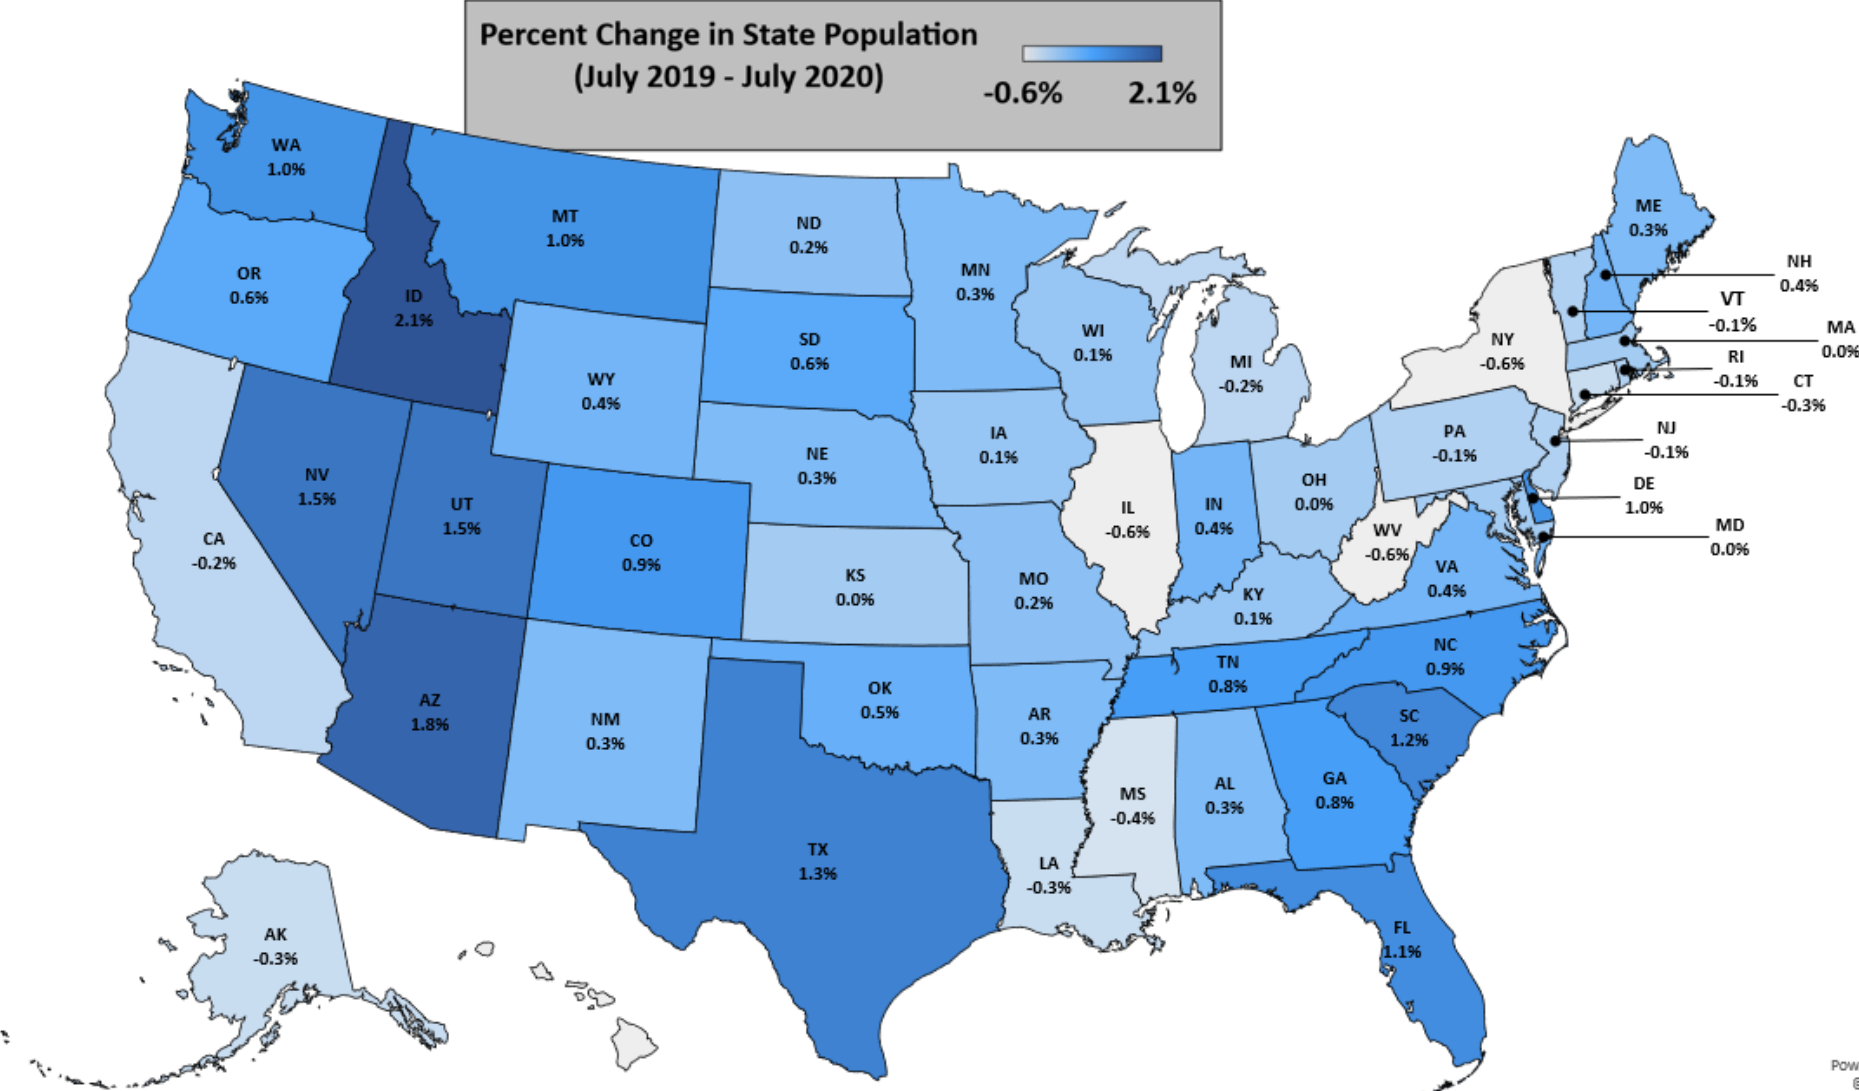 Percent Change in State Population
(July 2019 - July 2020)
-0.6% 2.1%
WA
1.0%
MT
1.0%
ND
0.2%
MN
0.3%
ME
0.3%
OR
0.6%
ID
2.1%
NH
0.4%
VT
-0.1%
MA
0.0%
RI
-0.1%
CT
-0.3%
NY
-0.6%
WI
0.1%
MI
-0.2%
SD
0.6%
WY
0.4%
IA
0.1%
PA
-0.1%
NJ
-0.1%
NE
0.3%
NV
1.5%
UT
1.5%
OH
0.0%
DE
1.0%
MD
0.0%
IL
-0.6%
IN
0.4%
WV
-0.6%
CA
-0.2%
CO
0.9%
KS
0.0%
MO
0.2%
VA
0.4%
KY
0.1%
NC
0.9%
TN
0.8%
AZ
1.8%
NM
0.3%
OK
0.5%
AR
0.3%
SC
1.2%
MS
-0.4%
AL
0.3%
GA
0.8%
TX
1.3%
LA
-0.3%
AK
-0.3%
FL
1.1%
Pow